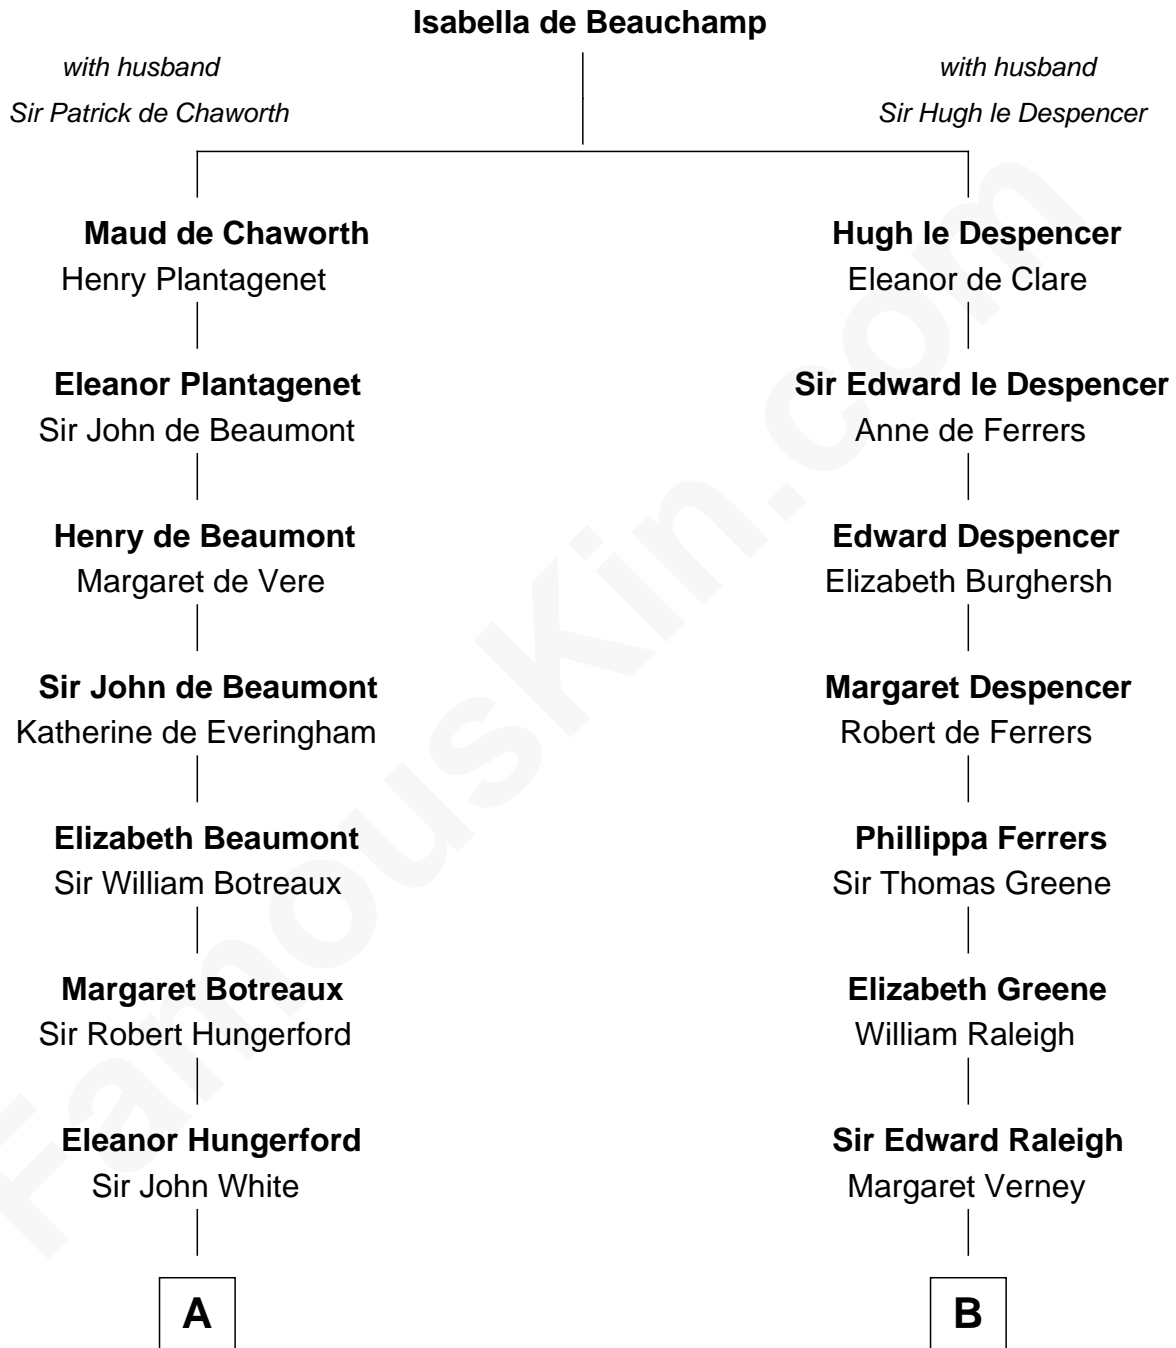 Isabella de Beauchamp
with husband
Sir Patrick de Chaworth
with husband
Sir Hugh le Despencer
Maud de Chaworth
Henry Plantagenet
Hugh le Despencer
Eleanor de Clare
Eleanor Plantagenet
Sir John de Beaumont
Sir Edward le Despencer
Anne de Ferrers
Henry de Beaumont
Margaret de Vere
Edward Despencer
Elizabeth Burghersh
Sir John de Beaumont
Katherine de Everingham
Margaret Despencer
Robert de Ferrers
Elizabeth Beaumont
Sir William Botreaux
Phillippa Ferrers
Sir Thomas Greene
Margaret Botreaux
Sir Robert Hungerford
Elizabeth Greene
William Raleigh
Eleanor Hungerford
Sir John White
Sir Edward Raleigh
Margaret Verney
A
B
FamousKin.com